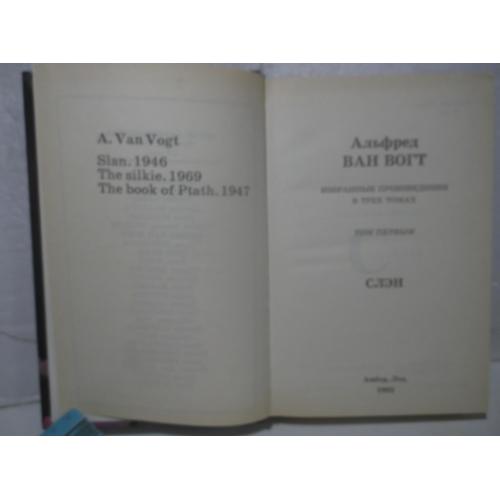 A. Van Vogt
Slan. 1946
The silkie. 1969
The book of Ptath. 1947
Альфред
ВАН ВОГТ
ИЗБРАННЫЕ ПРОИЗВЕДЕНИЯ
В ТРЕХ ТОМАХ
ТОМ ПЕРВЫЙ
СЛЭН